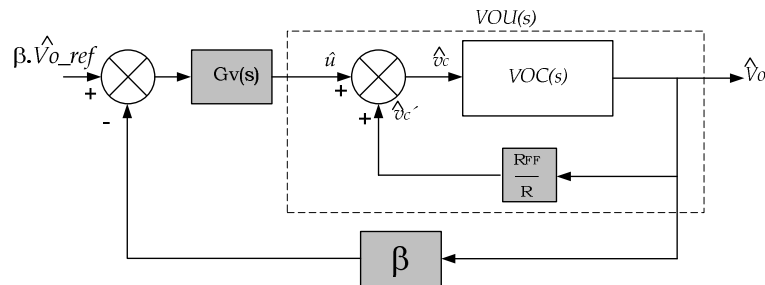 VOU(s)
β.V̂o_ref
+
-
Gv(s)
û
+
+
v̂c
v̂c´
VOC(s)
V̂o
RFF
R
β